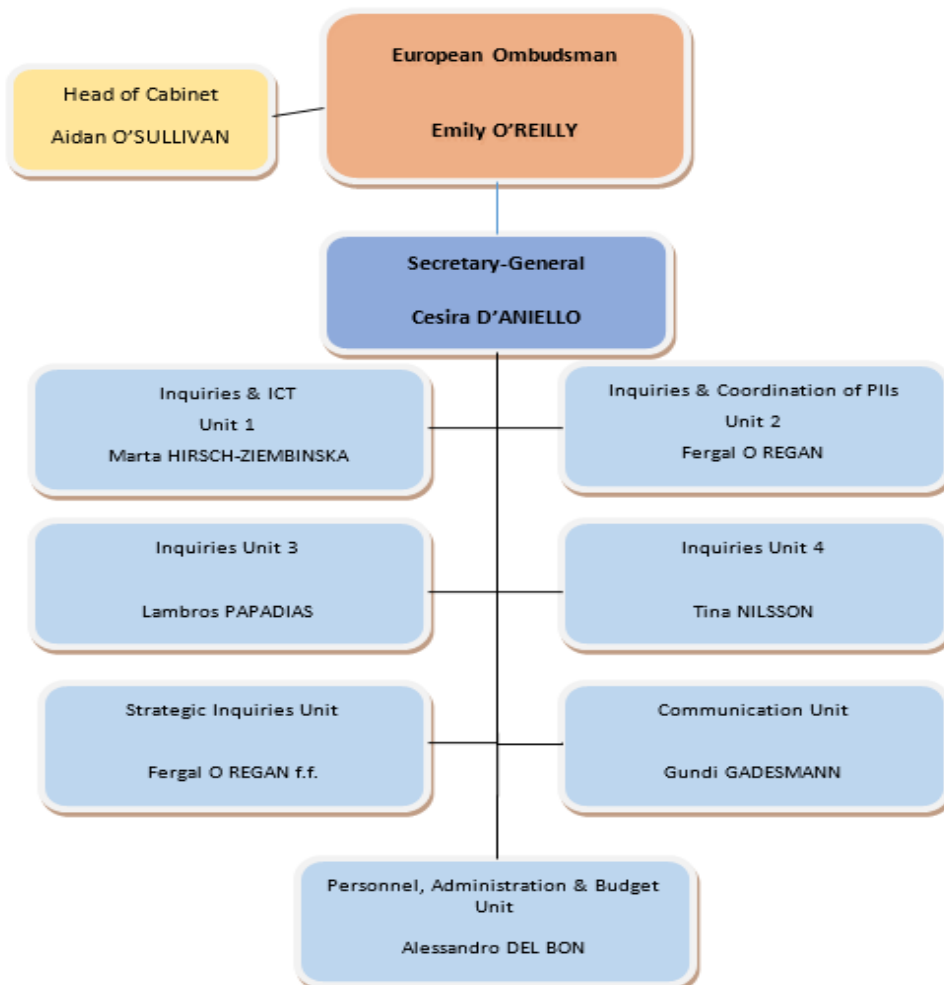 European Ombudsman
Emily O’REILLY
Head of Cabinet
Aidan O’SULLIVAN
Secretary-General
Cesira D’ANIELLO
Inquiries & ICT
Unit 1
Marta HIRSCH-ZIEMBINSKA
Inquiries & Coordination of PIIs
Unit 2
Fergal O REGAN
Inquiries Unit 3
Lambros PAPADIAS
Inquiries Unit 4
Tina NILSSON
Strategic Inquiries Unit
Fergal O REGAN f.f.
Communication Unit
Gundi GADESMANN
Personnel, Administration & Budget
Unit
Alessandro DEL BON